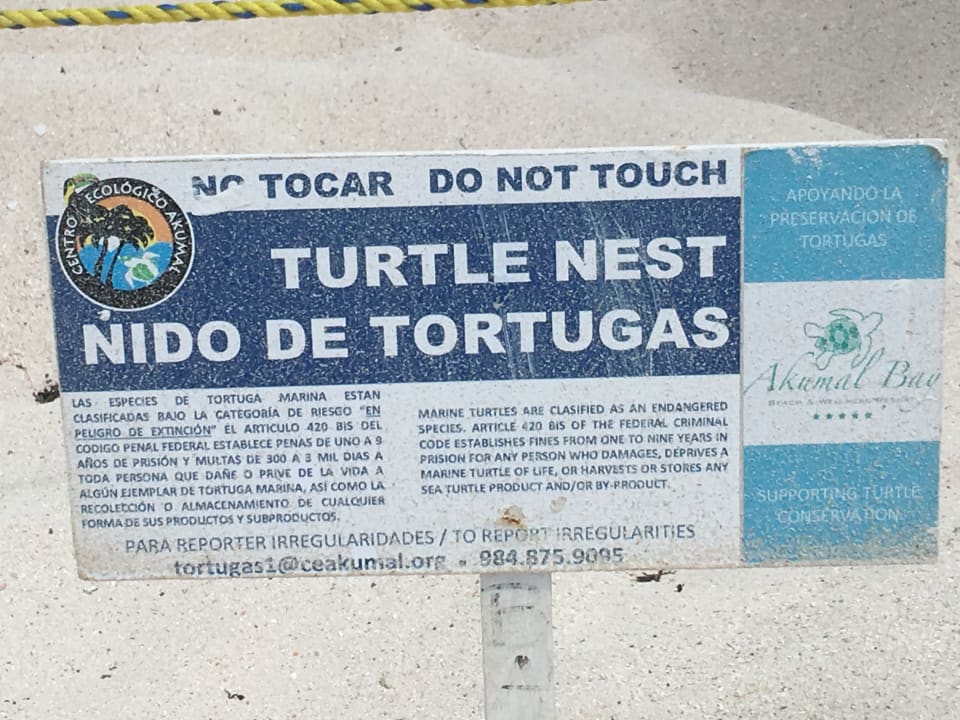 NO TOCAR DO NOT TOUCH
CENTRO ECOLÓGICO AKUMAL
TURTLE NEST
NIDO DE TORTUGAS
LAS ESPECIES DE TORTUGA MARINA ESTAN
CLASIFICADAS BAJO LA CATEGORÍA DE RIESGO "EN
PELIGRO DE EXTINCIÓN" EL ARTICULO 420 BIS DEL
CODIGO PENAL FEDERAL ESTABLECE PENAS DE UNO A 9
AÑOS DE PRISIÓN Y MULTAS DE 300 A 3 MIL DIAS A
TODA PERSONA QUE DAÑE O PRIVE DE LA VIDA A
ALGÚN EJEMPLAR DE TORTUGA MARINA, ASÍ COMO LA
RECOLECCIÓN O ALMACENAMIENTO DE CUALQUIER
FORMA DE SUS PRODUCTOS Y SUBPRODUCTOS.
MARINE TURTLES ARE CLASIFIED AS AN ENDANGERED
SPECIES. ARTICLE 420 BIS OF THE FEDERAL CRIMINAL
CODE ESTABLISHES FINES FROM ONE TO NINE YEARS IN
PRISION FOR ANY PERSON WHO DAMAGES, DEPRIVES A
MARINE TURTLE OF LIFE, OR HARVESTS OR STORES ANY
SEA TURTLE PRODUCT AND/OR BY-PRODUCT.
PARA REPORTER IRREGULARIDADES / TO REPORT IRREGULARITIES
tortugas1@ceakumal.org - 984.875.9095
APOYANDO LA
PRESERVACION DE
TORTUGAS
Akumal Bay
BEACH & WELLNESS RESORT
SUPPORTING TURTLE
CONSERVATION